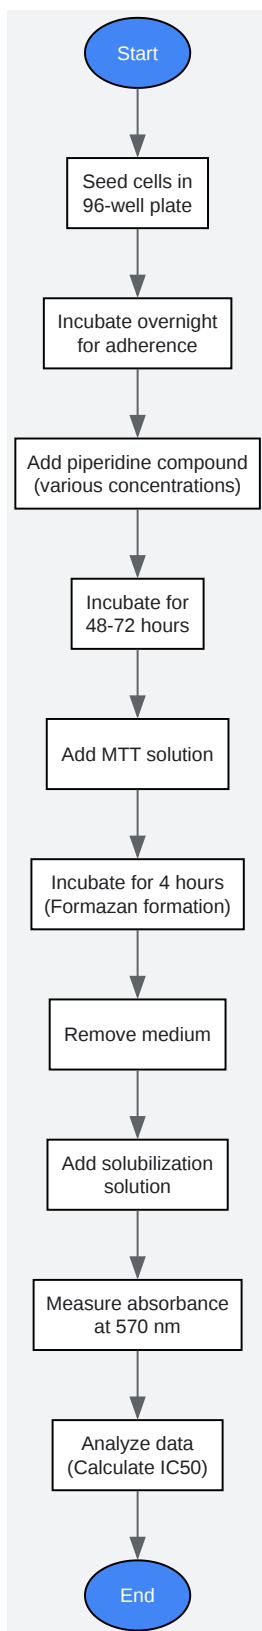 Start
Seed cells in
96-well plate
Incubate overnight
for adherence
Add piperidine compound
(various concentrations)
Incubate for
48-72 hours
Add MTT solution
Incubate for 4 hours
(Formazan formation)
Remove medium
Add solubilization
solution
Measure absorbance
at 570 nm
Analyze data
(Calculate IC50)
End